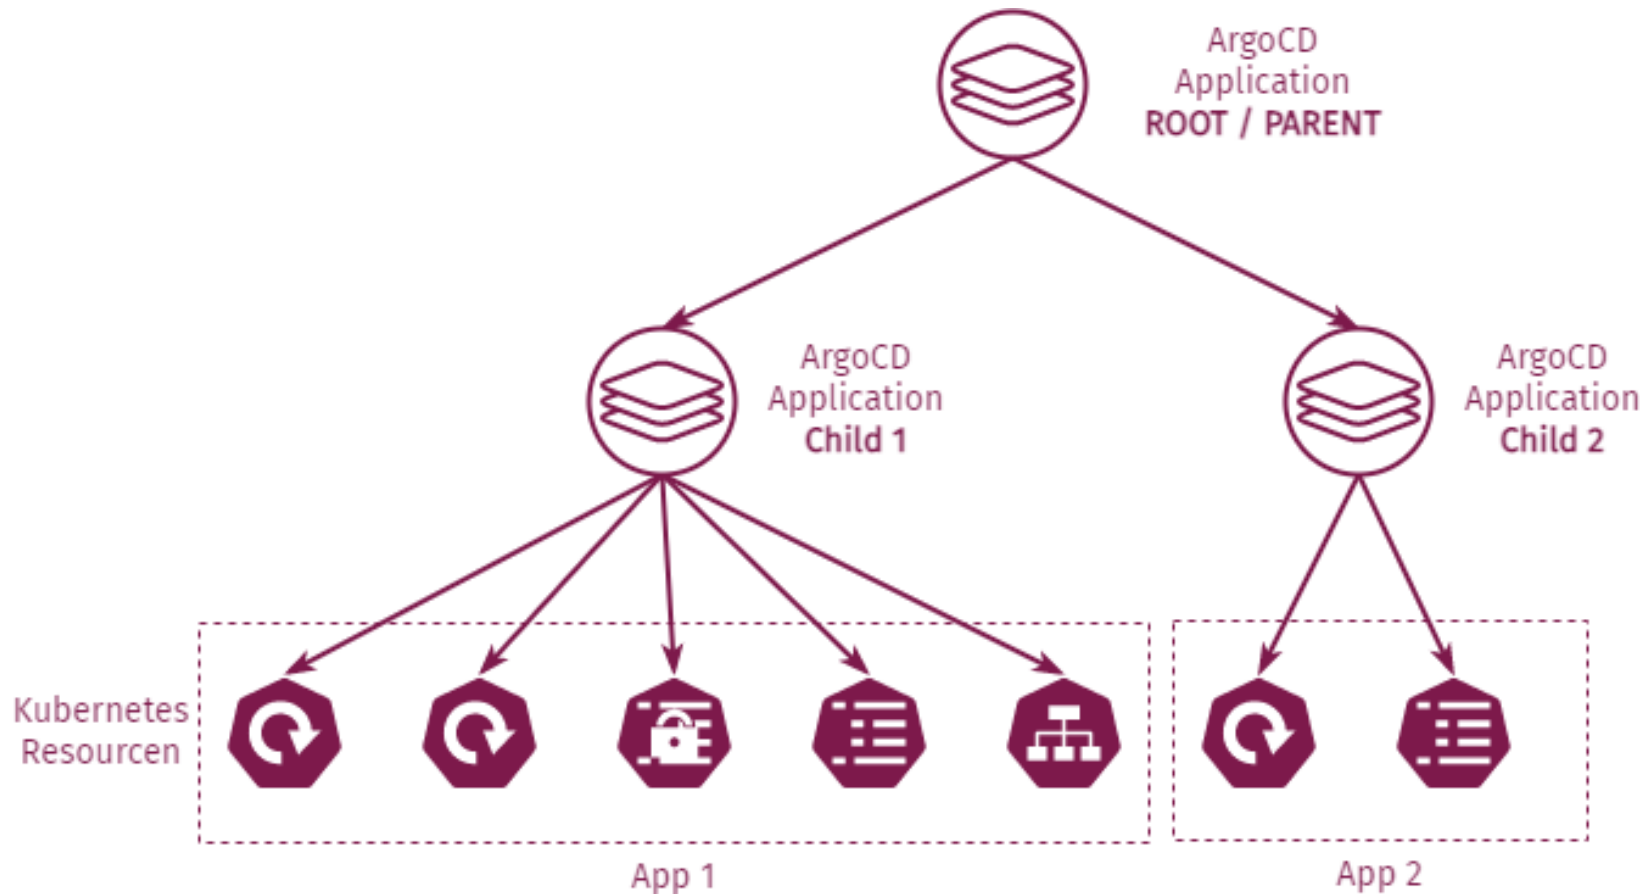 ArgoCD
Application
ROOT / PARENT
ArgoCD
Application
Child 1
ArgoCD
Application
Child 2
Kubernetes
Resourcen
App 1
App 2